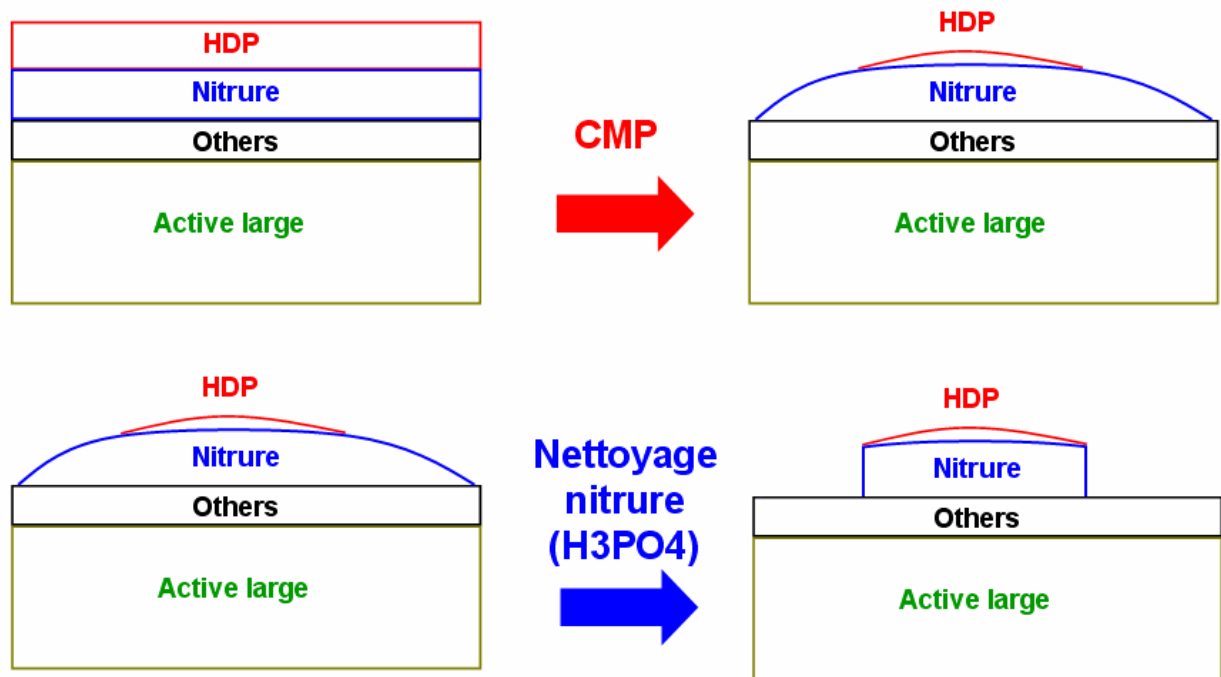 HDP
Nitrure
Others
Active large
CMP
HDP
Nitrure
Others
Active large
HDP
Nitrure
Others
Active large
Nettoyage
nitrure
(H3PO4)
HDP
Nitrure
Others
Active large